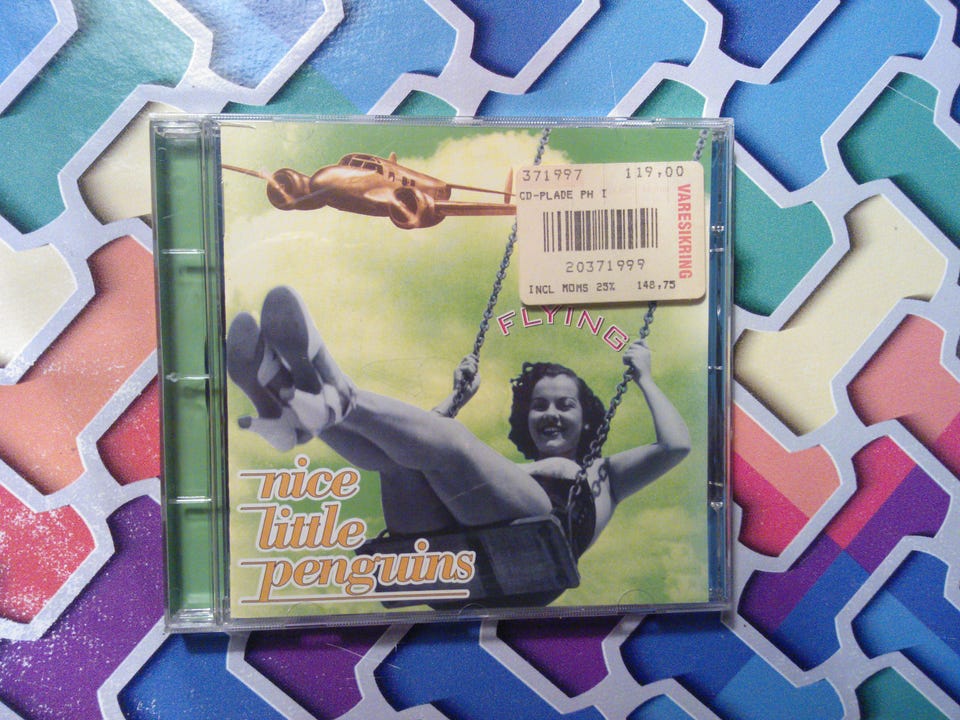 371997 119,00
CD-PLADE PH I
VARESIKRING
20371999
INCL MOMS 25% 148,75
FLYING
nice
little
penguins